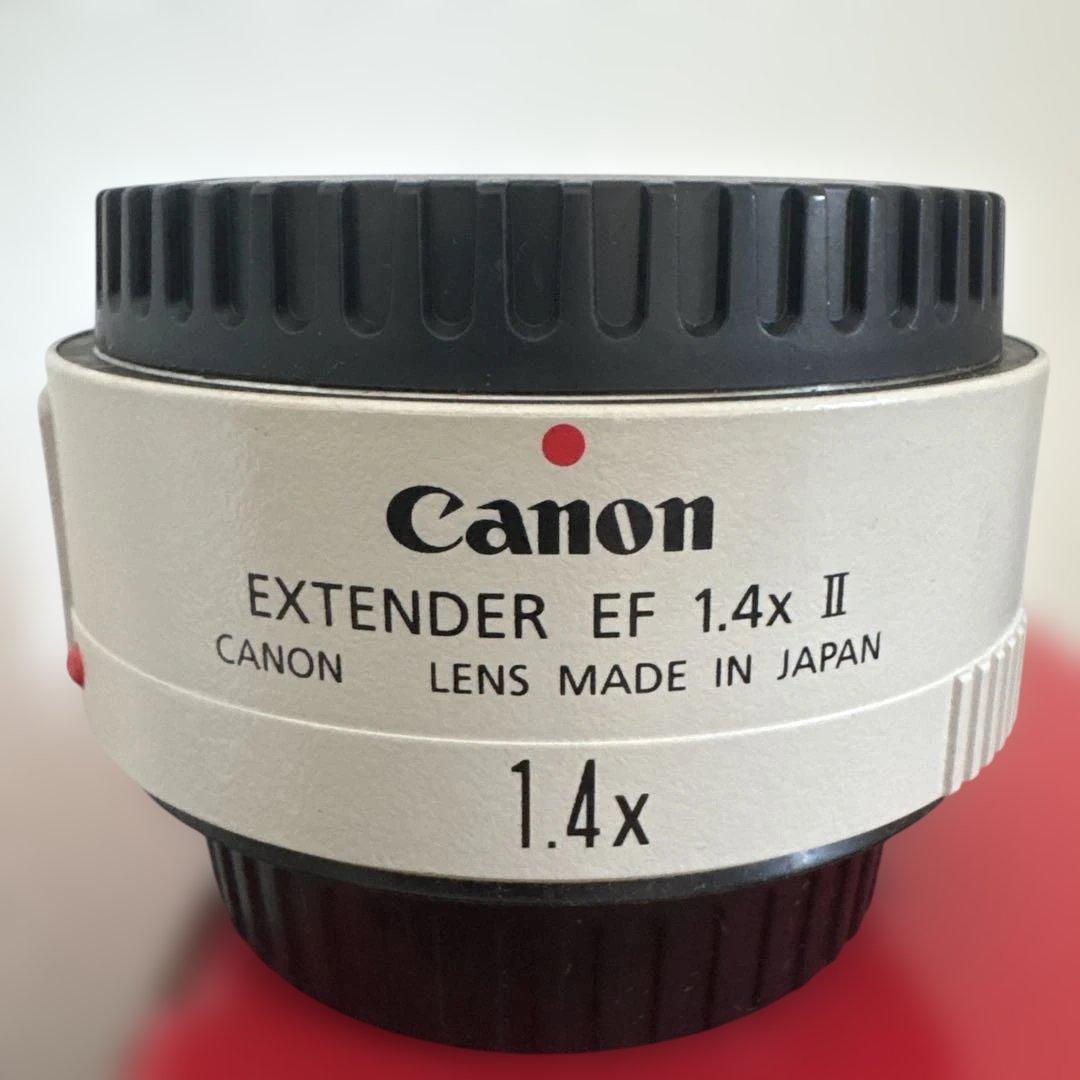 Canon
EXTENDER EF 1.4x II
CANON LENS MADE IN JAPAN
1.4x